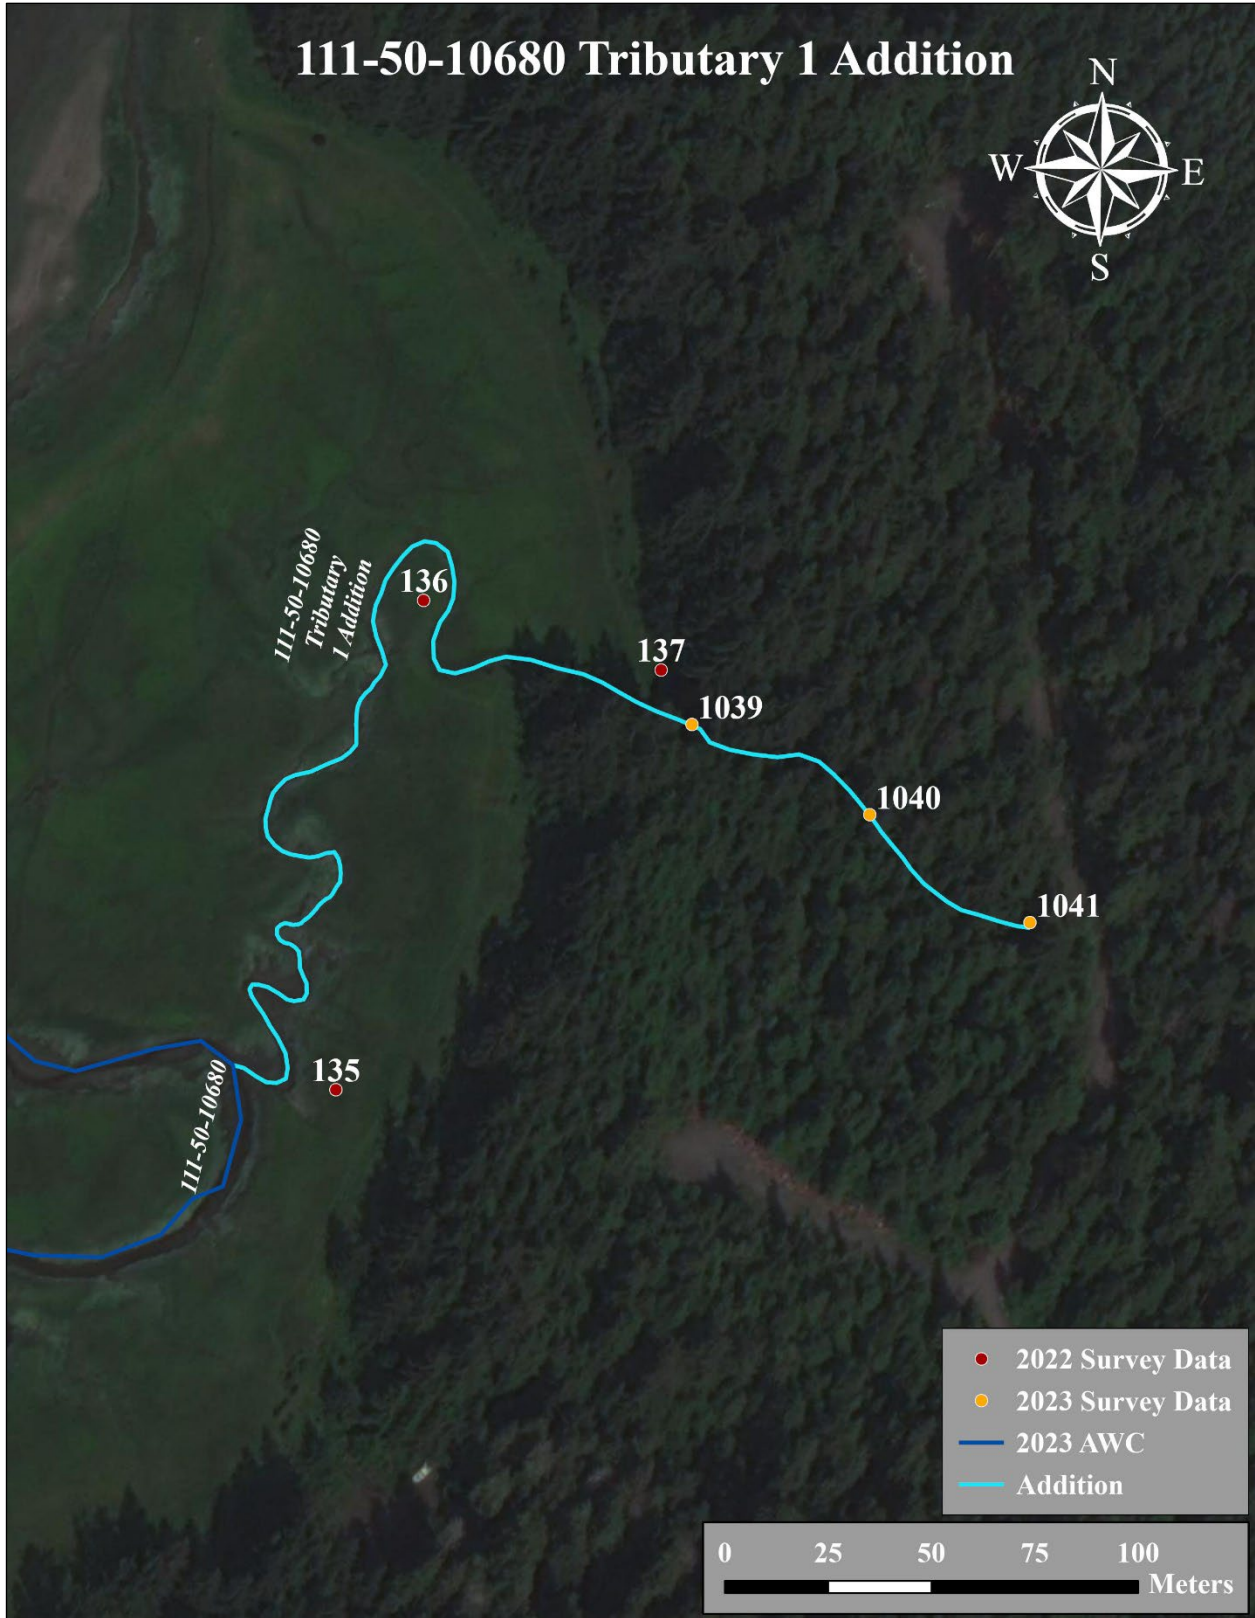 111-50-10680 Tributary 1 Addition
N
W
E
S
111-50-10680
Tributary
1 Addition
136
137
1039
1040
1041
135
111-50-10680
2022 Survey Data
2023 Survey Data
2023 AWC
Addition
0 25 50 75 100
Meters